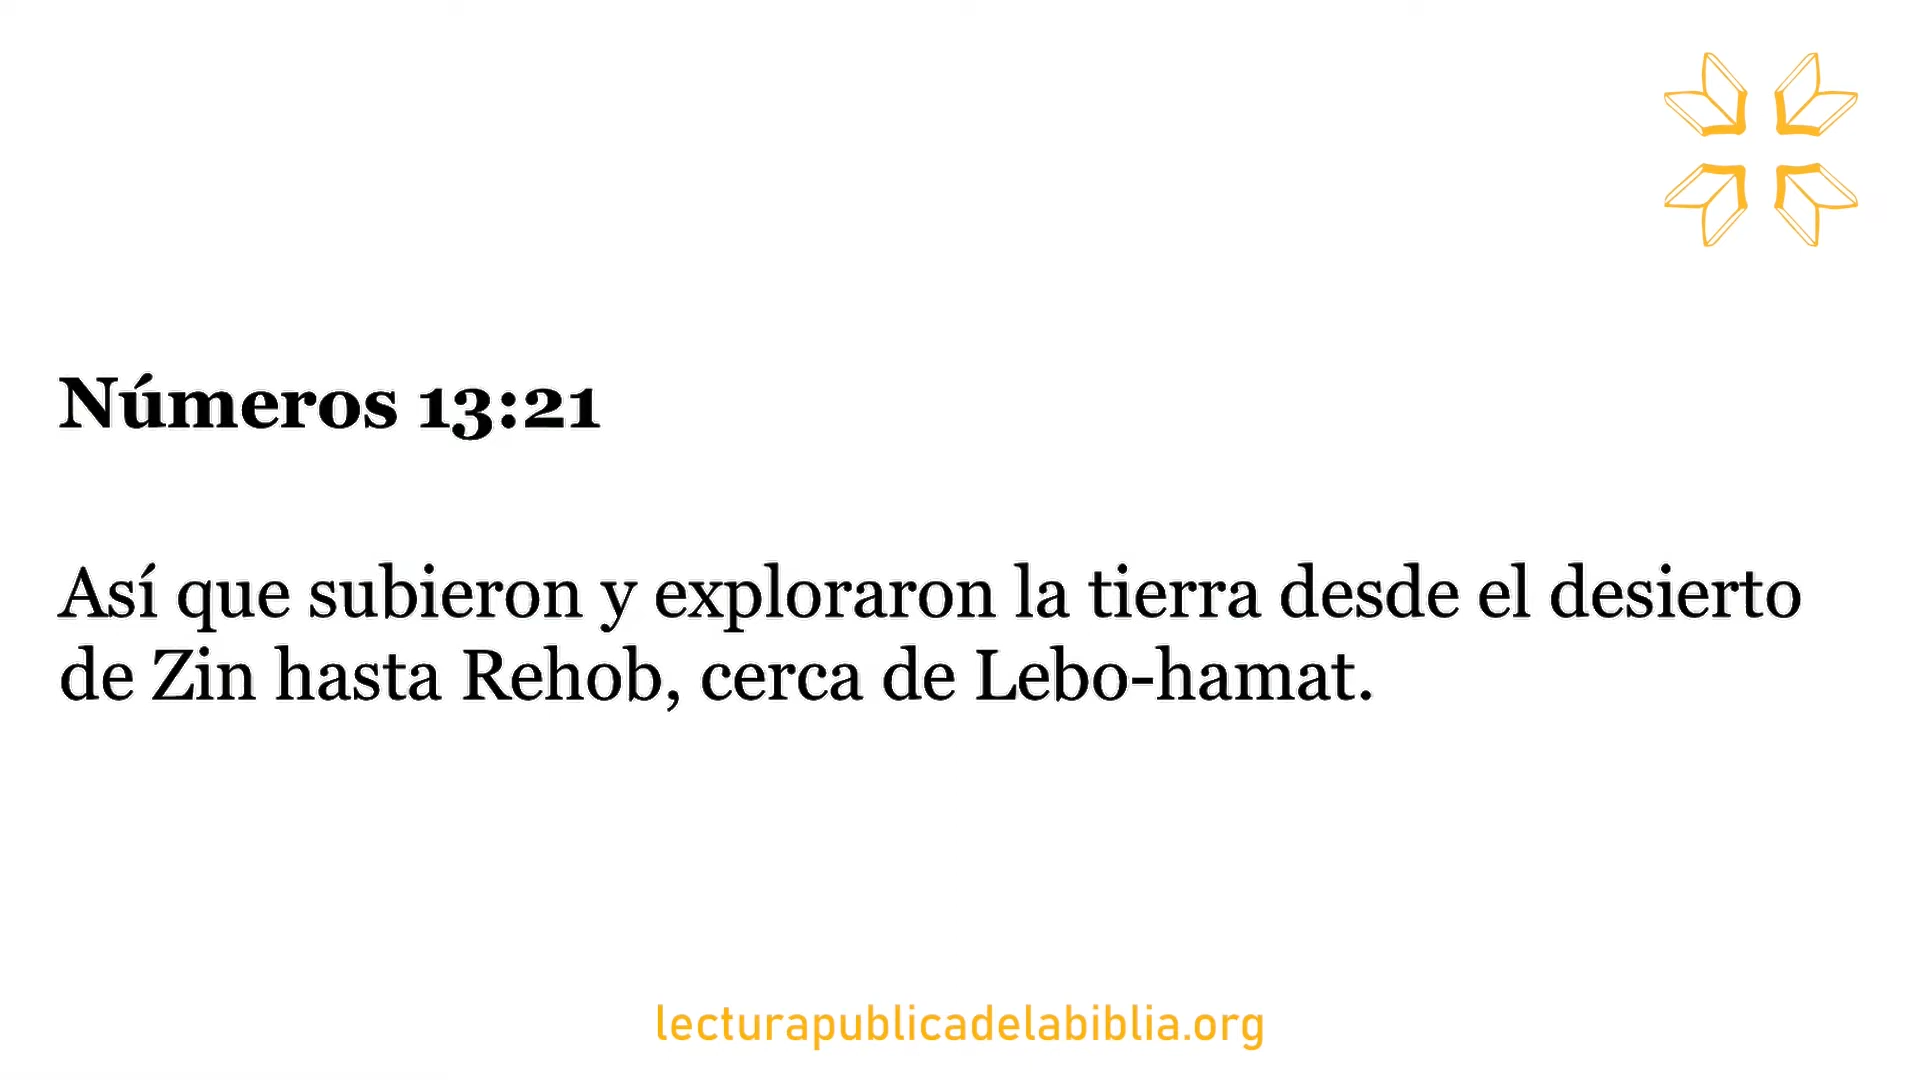 Números 13:21
Así que subieron y exploraron la tierra desde el desierto
de Zin hasta Rehob, cerca de Lebo-hamat.
lecturapublicadelabiblia.org